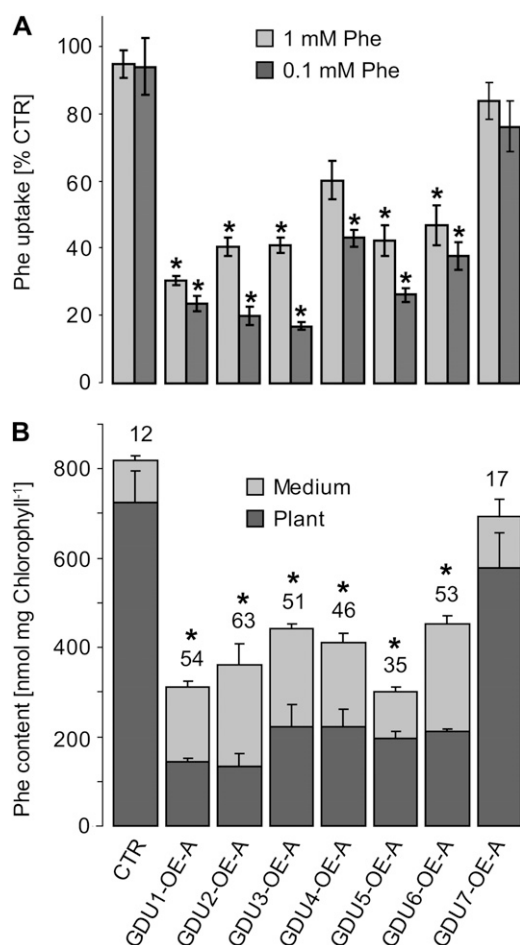 A
1 mM Phe
0.1 mM Phe
Phe uptake [% CTR]
100
80
60
40
20
0
* * * * * * * * * * *
B
Medium
Plant
Phe content [nmol mg Chlorophyll⁻¹]
800
600
400
200
0
12
* 54
* 63
* 51
* 46
* 35
* 53
17
CTR
GDU1-OE-A
GDU2-OE-A
GDU3-OE-A
GDU4-OE-A
GDU5-OE-A
GDU6-OE-A
GDU7-OE-A